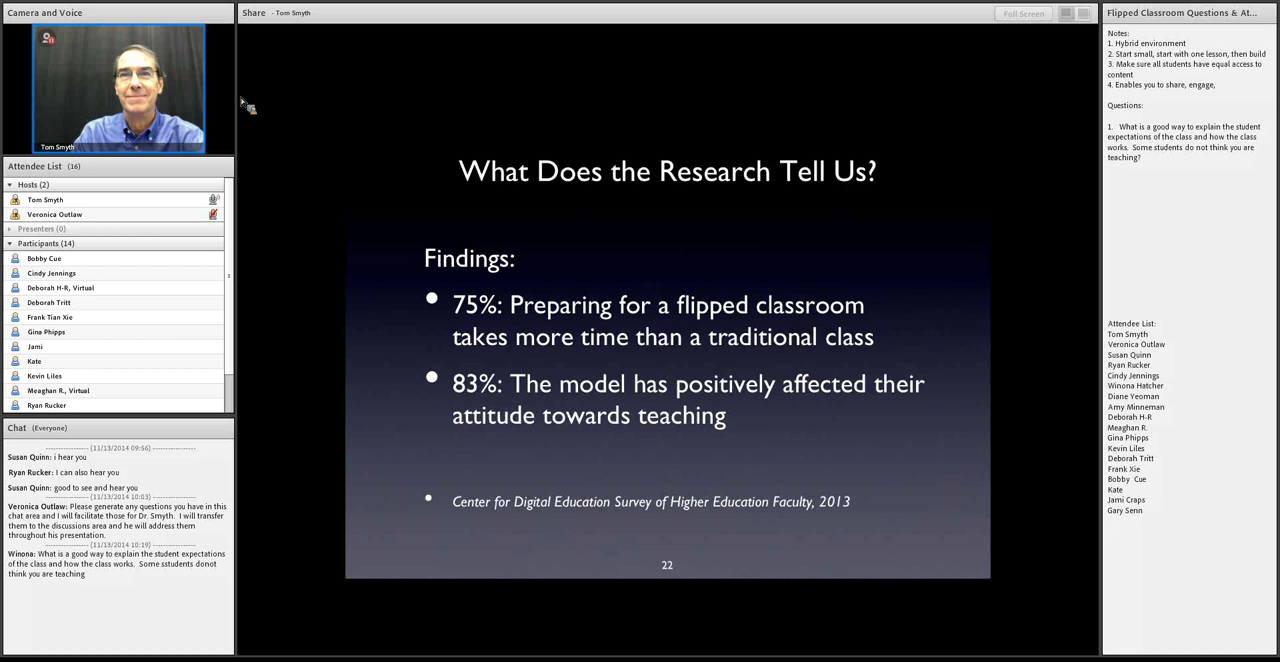 Camera and Voice
Tom Smyth
Attendee List (16)
Hosts (2)
Tom Smyth
Veronica Outlaw
Presenters (0)
Participants (14)
Bobby Cue
Cindy Jennings
Deborah H-R, Virtual
Deborah Tritt
Frank Tian Xie
Gina Phipps
Jami
Kate
Kevin Liles
Meaghan R., Virtual
Ryan Rucker
Chat (Everyone)
------------------ (11/13/2014 09:56) ------------------
Susan Quinn: i hear you
Ryan Rucker: I can also hear you
Susan Quinn: good to see and hear you
------------------ (11/13/2014 10:03) ------------------
Veronica Outlaw: Please generate any questions you have in this
chat area and I will facilitate those for Dr. Smyth. I will transfer
them to the discussions area and he will address them
throughout his presentation.
------------------ (11/13/2014 10:19) ------------------
Winona: What is a good way to explain the student expectations
of the class and how the class works. Some sstudents donot
think you are teaching
Share - Tom Smyth
Full Screen
What Does the Research Tell Us?
Findings:
• 75%: Preparing for a flipped classroom
takes more time than a traditional class
• 83%: The model has positively affected their
attitude towards teaching
• Center for Digital Education Survey of Higher Education Faculty, 2013
22
Flipped Classroom Questions & At...
Notes:
1. Hybrid environment
2. Start small, start with one lesson, then build
3. Make sure all students have equal access to
content
4. Enables you to share, engage,
Questions:
1. What is a good way to explain the student
expectations of the class and how the class
works. Some students do not think you are
teaching?
Attendee List:
Tom Smyth
Veronica Outlaw
Susan Quinn
Ryan Rucker
Cindy Jennings
Winona Hatcher
Diane Yeoman
Amy Minneman
Deborah H-R
Meaghan R.
Gina Phipps
Kevin Liles
Deborah Tritt
Frank Xie
Bobby Cue
Kate
Jami Craps
Gary Senn